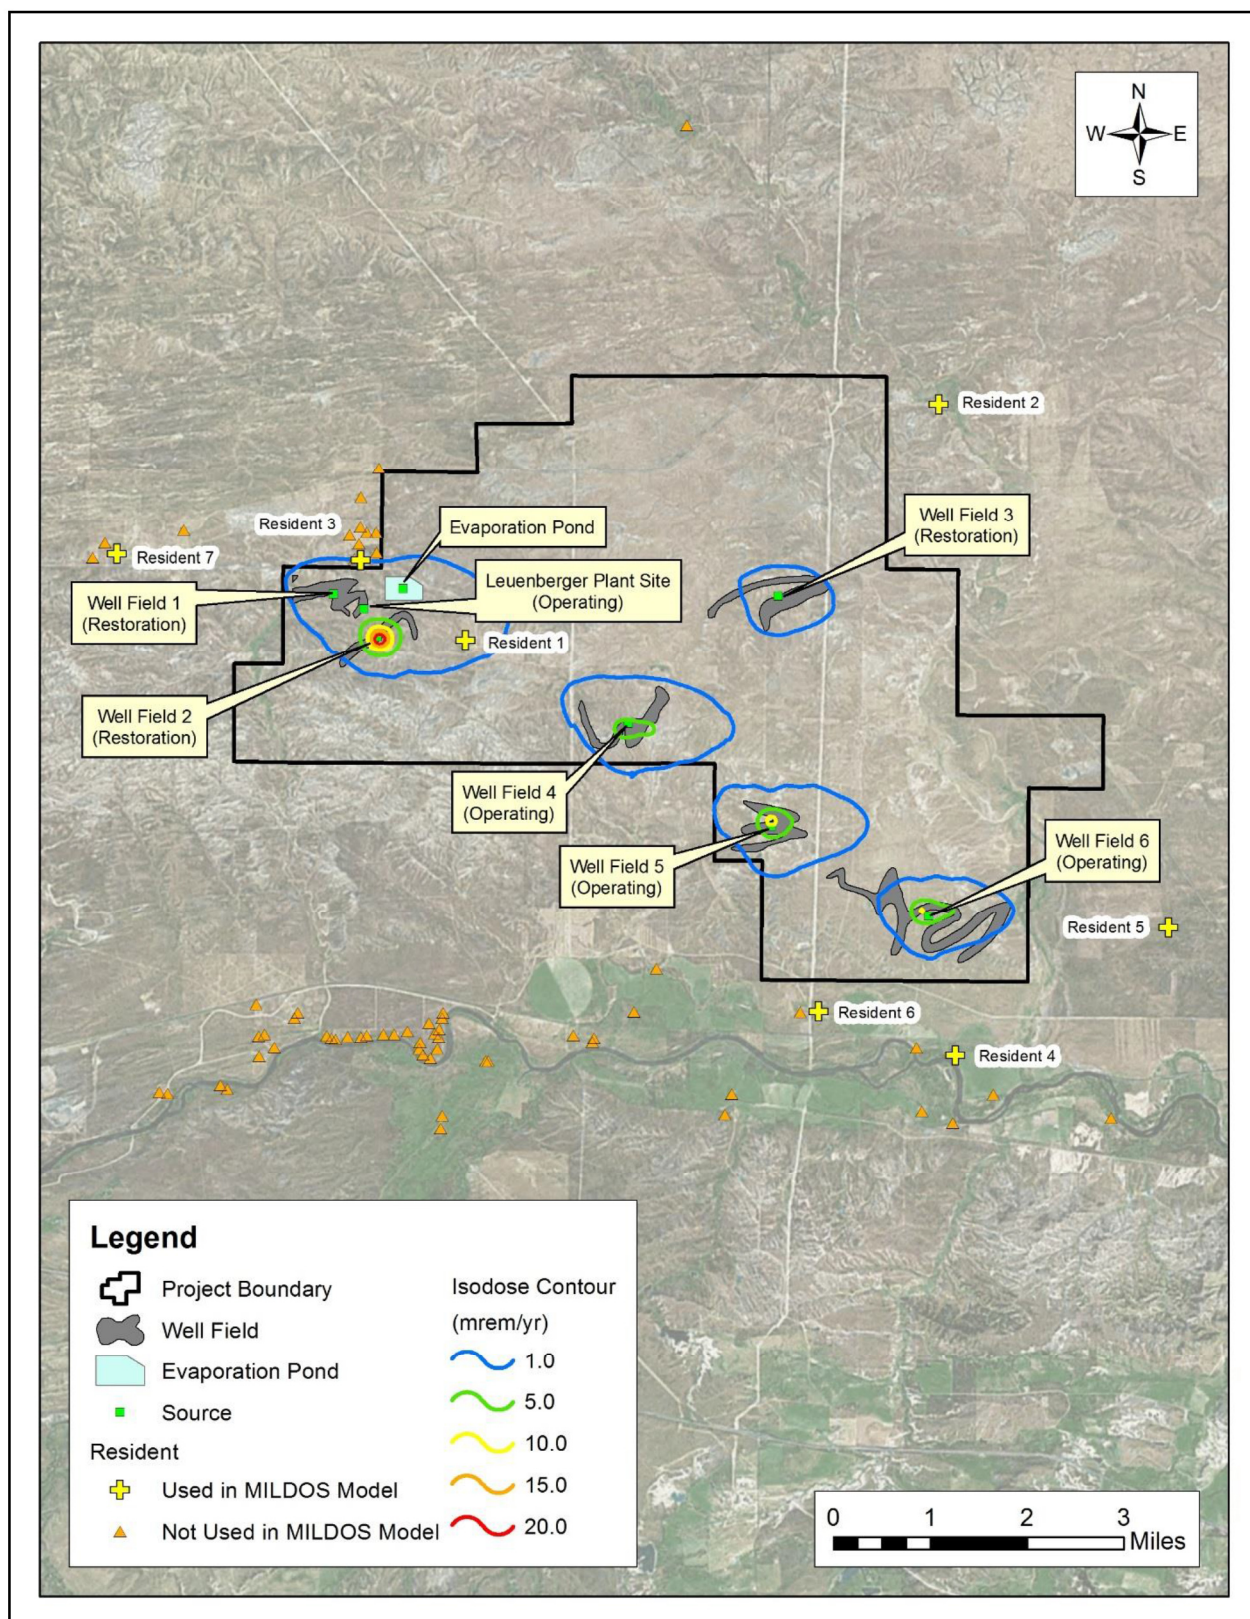 N
W E
S
Resident 2
Well Field 3
(Restoration)
Resident 3
Evaporation Pond
Resident 7
Leuenberger Plant Site
(Operating)
Well Field 1
(Restoration)
Resident 1
Well Field 2
(Restoration)
Well Field 4
(Operating)
Well Field 5
(Operating)
Well Field 6
(Operating)
Resident 5
Resident 6
Resident 4
Legend
Project Boundary
Well Field
Evaporation Pond
Source
Resident
Used in MILDOS Model
Not Used in MILDOS Model
Isodose Contour
(mrem/yr)
1.0
5.0
10.0
15.0
20.0
0 1 2 3
Miles